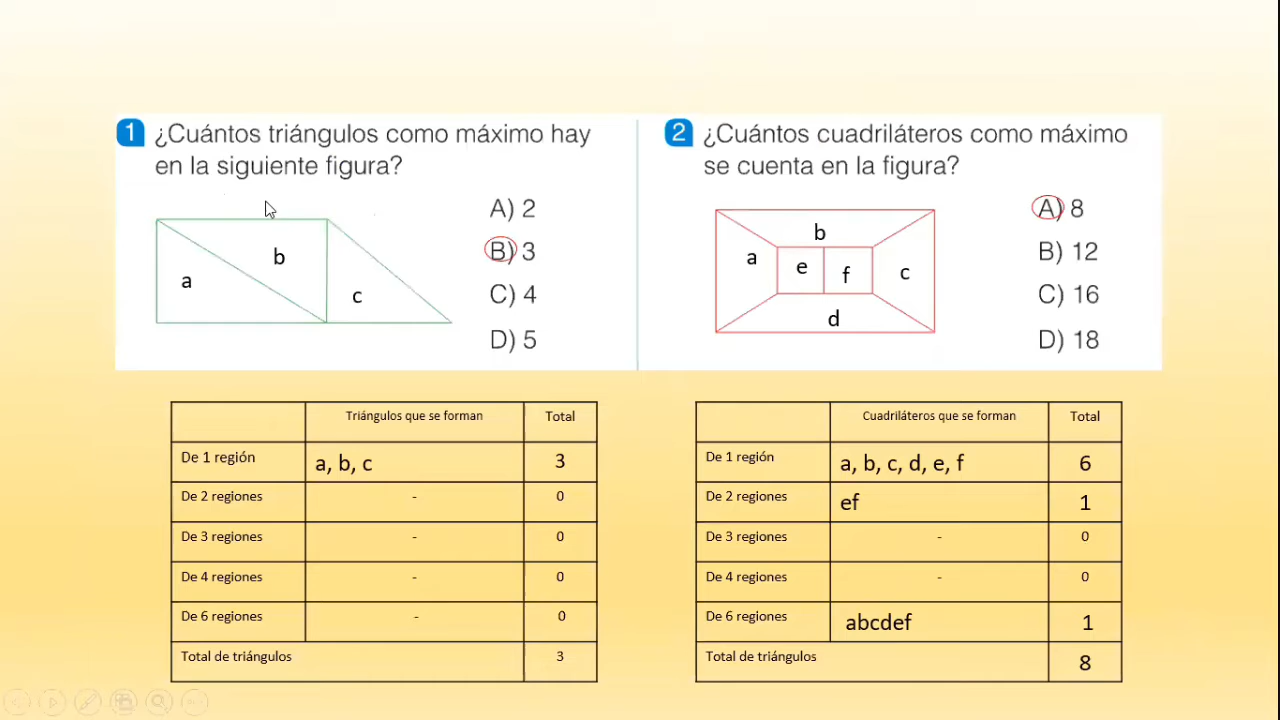 1 ¿Cuántos triángulos como máximo hay
en la siguiente figura?
A) 2
B) 3
C) 4
D) 5
a
b
c
2 ¿Cuántos cuadriláteros como máximo
se cuenta en la figura?
A) 8
B) 12
C) 16
D) 18
b
a
e
f
c
d
Triángulos que se forman Total
De 1 región a, b, c 3
De 2 regiones - 0
De 3 regiones - 0
De 4 regiones - 0
De 6 regiones - 0
Total de triángulos 3
Cuadriláteros que se forman Total
De 1 región a, b, c, d, e, f 6
De 2 regiones ef 1
De 3 regiones - 0
De 4 regiones - 0
De 6 regiones abcdef 1
Total de triángulos 8